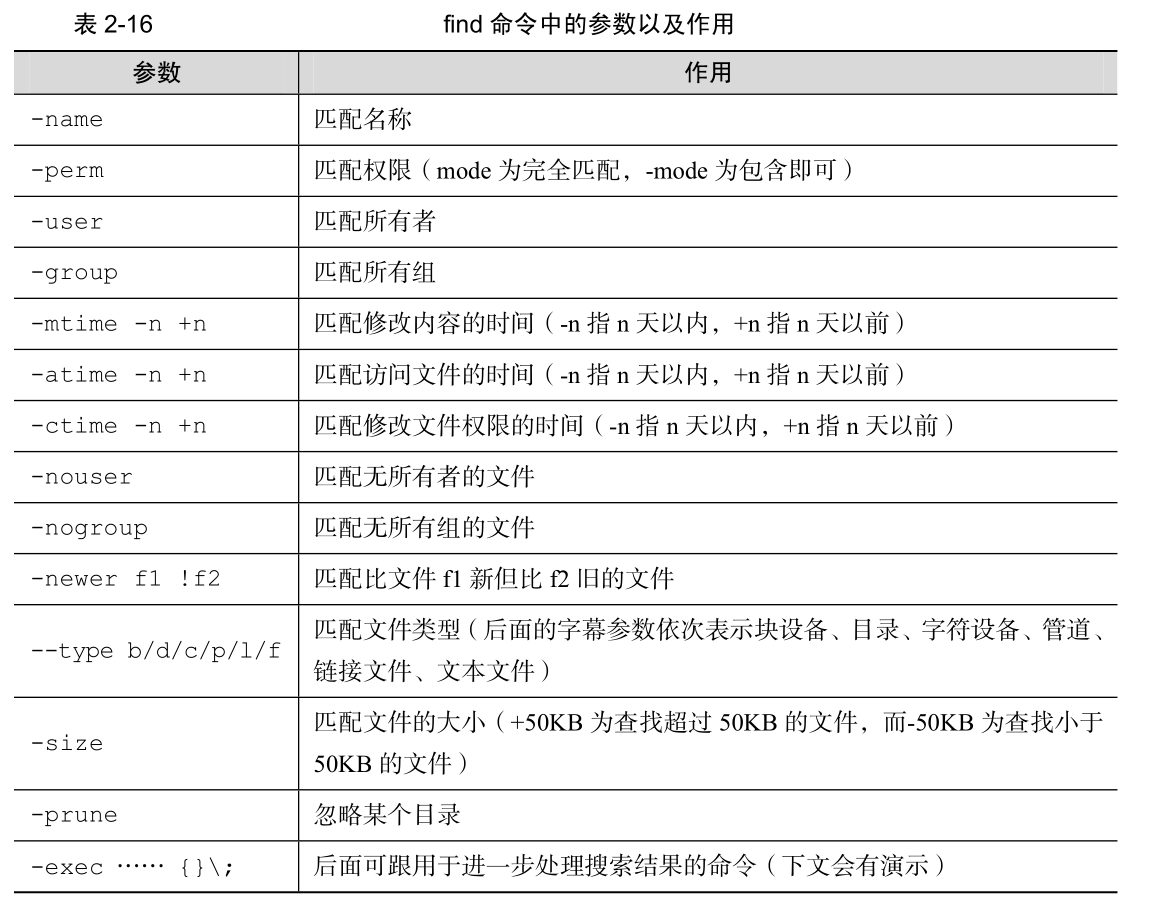 表 2-16 find 命令中的参数以及作用
参数 作用
-name 匹配名称
-perm 匹配权限（mode 为完全匹配，-mode 为包含即可）
-user 匹配所有者
-group 匹配所有组
-mtime -n +n 匹配修改内容的时间（-n 指 n 天以内，+n 指 n 天以前）
-atime -n +n 匹配访问文件的时间（-n 指 n 天以内，+n 指 n 天以前）
-ctime -n +n 匹配修改文件权限的时间（-n 指 n 天以内，+n 指 n 天以前）
-nouser 匹配无所有者的文件
-nogroup 匹配无所有组的文件
-newer f1 !f2 匹配比文件 f1 新但比 f2 旧的文件
--type b/d/c/p/l/f 匹配文件类型（后面的字幕参数依次表示块设备、目录、字符设备、管道、
链接文件、文本文件）
-size 匹配文件的大小（+50KB 为查找超过 50KB 的文件，而-50KB 为查找小于
50KB 的文件）
-prune 忽略某个目录
-exec …… {}\; 后面可跟用于进一步处理搜索结果的命令（下文会有演示）